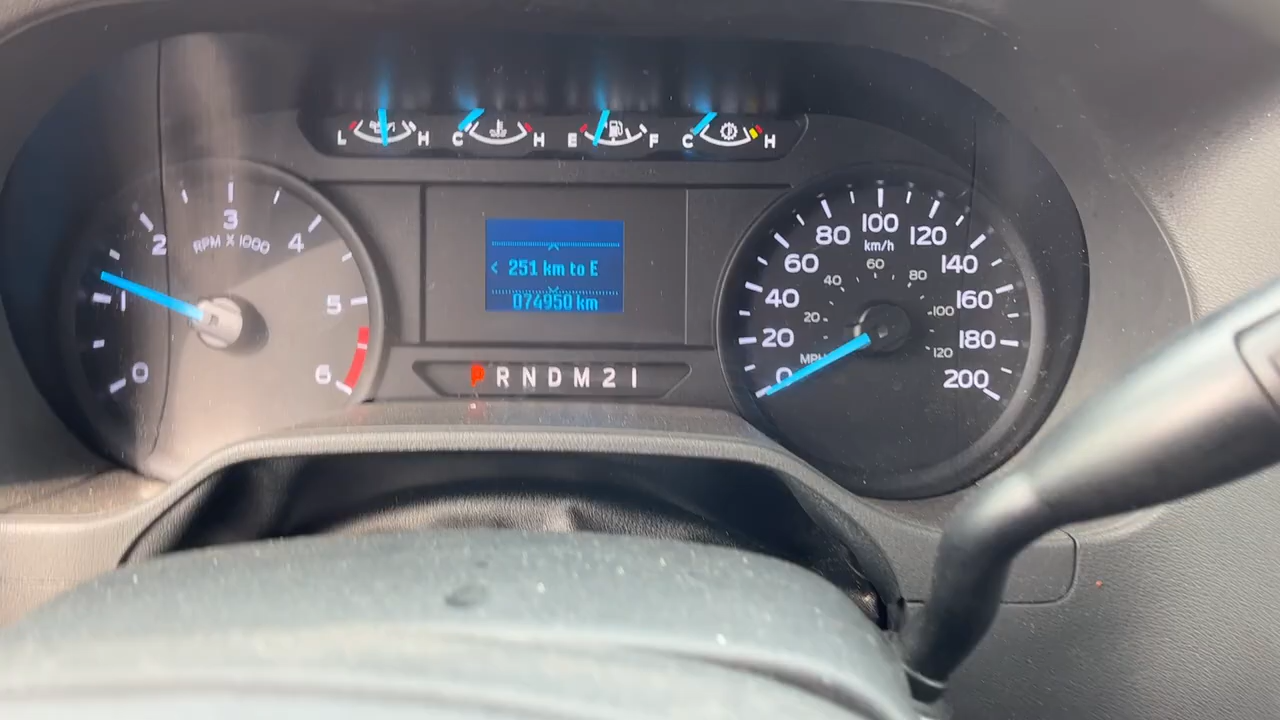 L H C H E F C H
0 1 2 3 4 5 6
RPM X 1000
< 251 km to E
074950 km
P R N D M 2 1
0 20 40 60 80 100 120 140 160 180 200
km/h
20 40 60 80 100 120
MPH